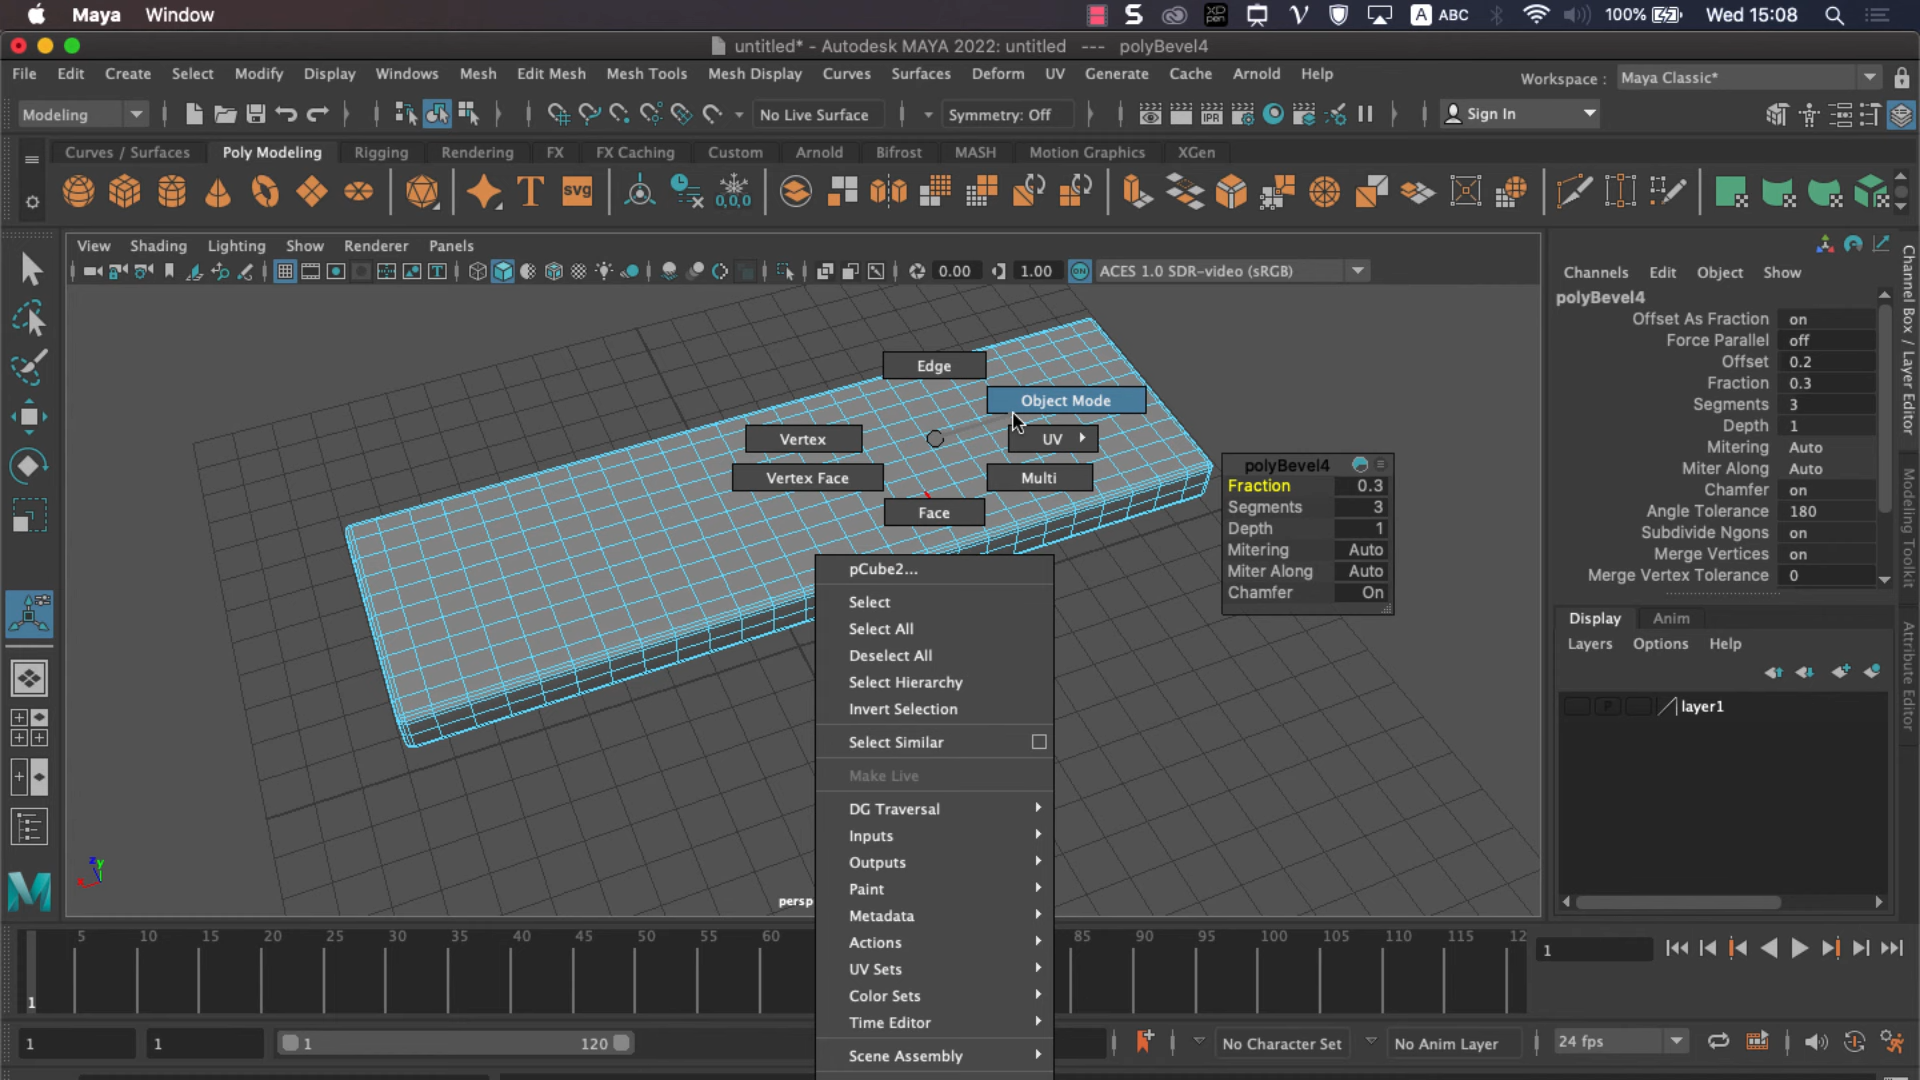 Maya Window
A ABC 100% Wed 15:08
untitled* - Autodesk MAYA 2022: untitled --- polyBevel4
File Edit Create Select Modify Display Windows Mesh Edit Mesh Mesh Tools Mesh Display Curves Surfaces Deform UV Generate Cache Arnold Help
Workspace : Maya Classic*
Modeling No Live Surface Symmetry: Off IPR Sign In
Curves / Surfaces Poly Modeling Rigging Rendering FX FX Caching Custom Arnold Bifrost MASH Motion Graphics XGen
T svg 0,0,0
View Shading Lighting Show Renderer Panels
0.00 1.00 ON ACES 1.0 SDR-video (sRGB)
Edge
Object Mode
Vertex
UV
Vertex Face
Multi
Face
pCube2...
Select
Select All
Deselect All
Select Hierarchy
Invert Selection
Select Similar
Make Live
DG Traversal
Inputs
Outputs
Paint
Metadata
Actions
UV Sets
Color Sets
Time Editor
Scene Assembly
polyBevel4
Fraction 0.3
Segments 3
Depth 1
Mitering Auto
Miter Along Auto
Chamfer On
persp
z y x
Channels Edit Object Show
polyBevel4
Offset As Fraction on
Force Parallel off
Offset 0.2
Fraction 0.3
Segments 3
Depth 1
Mitering Auto
Miter Along Auto
Chamfer on
Angle Tolerance 180
Subdivide Ngons on
Merge Vertices on
Merge Vertex Tolerance 0
Display Anim
Layers Options Help
layer1
Channel Box / Layer Editor
Modeling Toolkit
Attribute Editor
5 10 15 20 25 30 35 40 45 50 55 60 85 90 95 100 105 110 115 12
1
1
1 1 1 120 No Character Set No Anim Layer 24 fps